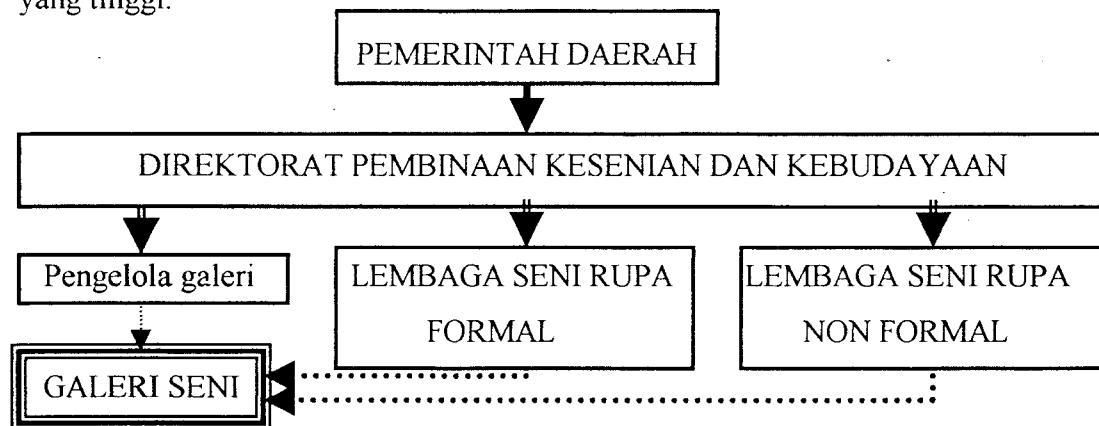 yang tinggi.
PEMERINTAH DAERAH
DIREKTORAT PEMBINAAN KESENIAN DAN KEBUDAYAAN
Pengelola galeri
LEMBAGA SENI RUPA
FORMAL
LEMBAGA SENI RUPA
NON FORMAL
GALERI SENI